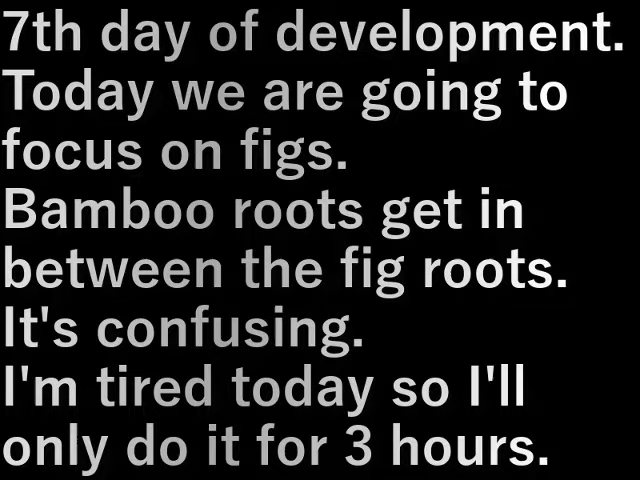 7th day of development.
Today we are going to
focus on figs.
Bamboo roots get in
between the fig roots.
It's confusing.
I'm tired today so I'll
only do it for 3 hours.